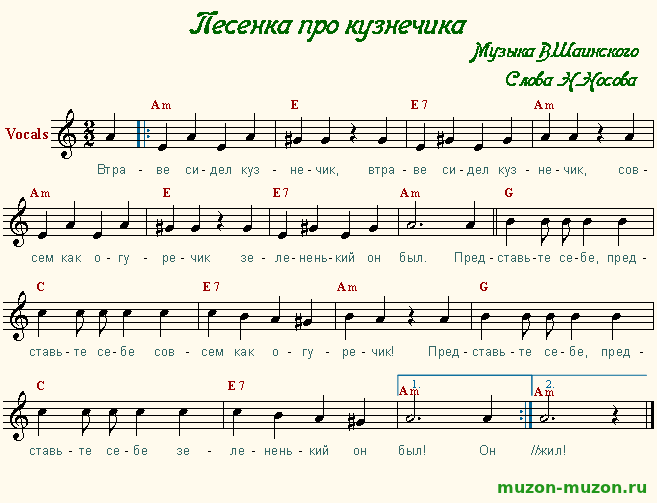 Песенка про кузнечика
Музыка В.Шаинского
Слова Н.Носова
Am E E7 Am
Vocals
2
2
Втра - ве си - дел куз - не - чик, втра - ве си - дел куз - не - чик, сов -
Am E E7 Am G
сем как о - гу - ре - чик зе - лень-кий он был. Пред - ставь - те се - бе, пред -
C E7 Am G
ставь - те се - бе сов - сем как о - гу - ре - чик! Пред - ставь - те се - бе, пред -
C E7 1. Am 2. Am
ставь - те се - бе зе - ле - нень - кий он был! Он //жил!
muzon-muzon.ru